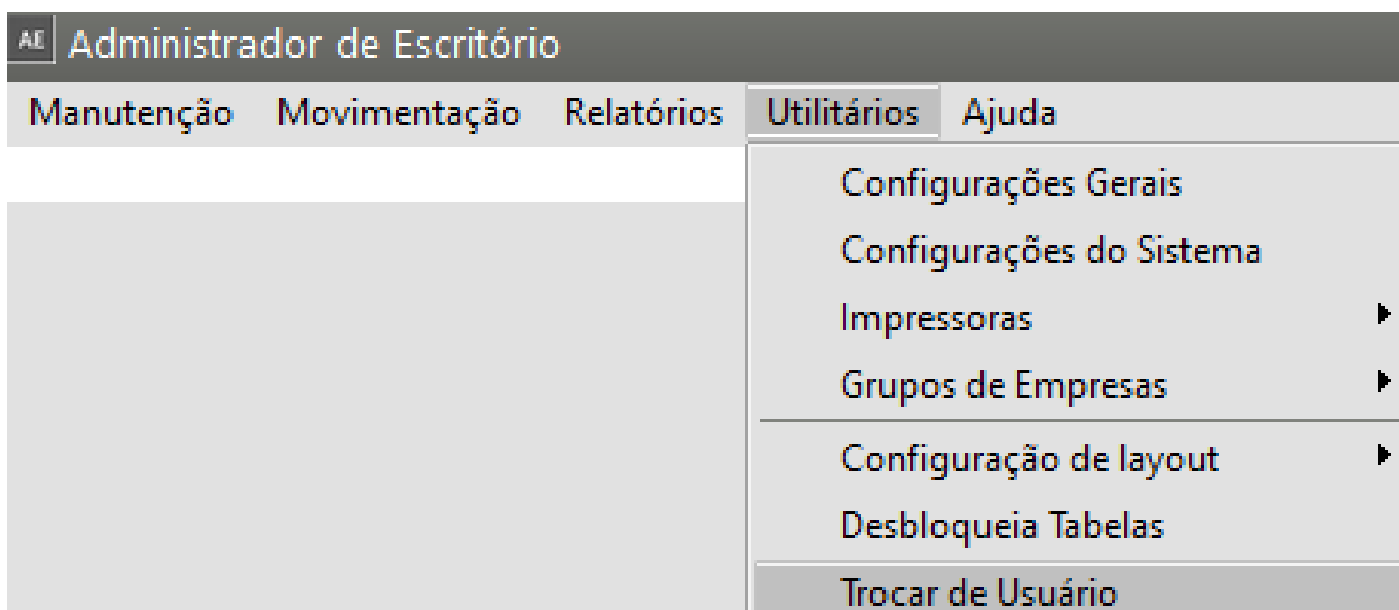 AE Administrador de Escritório
Manutenção Movimentação Relatórios Utilitários Ajuda
Configurações Gerais
Configurações do Sistema
Impressoras
Grupos de Empresas
Configuração de layout
Desbloqueia Tabelas
Trocar de Usuário